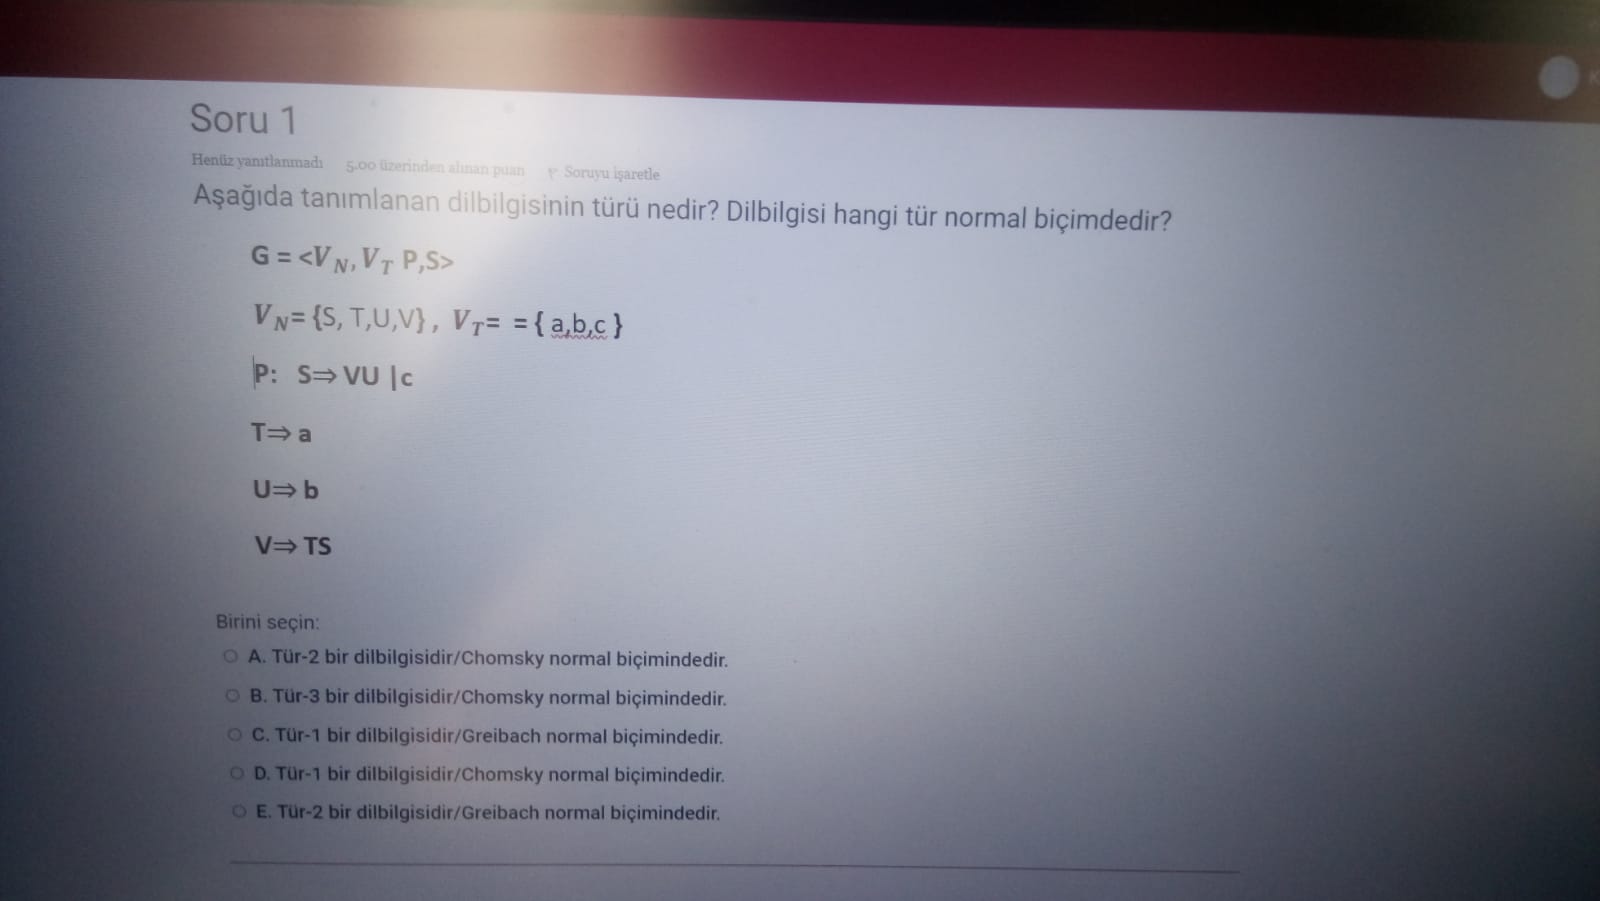 Soru 1
Henüz yanıtlanmadı 5.00 üzerinden alınan puan Soruyu işaretle
Aşağıda tanımlanan dilbilgisinin türü nedir? Dilbilgisi hangi tür normal biçimdedir?
G = <V_N, V_T P,S>
V_N= {S, T,U,V} , V_T= = { a,b,c }
P: S⇒ VU |c
T⇒ a
U⇒ b
V⇒ TS
Birini seçin:
A. Tür-2 bir dilbilgisidir/Chomsky normal biçimindedir.
B. Tür-3 bir dilbilgisidir/Chomsky normal biçimindedir.
C. Tür-1 bir dilbilgisidir/Greibach normal biçimindedir.
D. Tür-1 bir dilbilgisidir/Chomsky normal biçimindedir.
E. Tür-2 bir dilbilgisidir/Greibach normal biçimindedir.